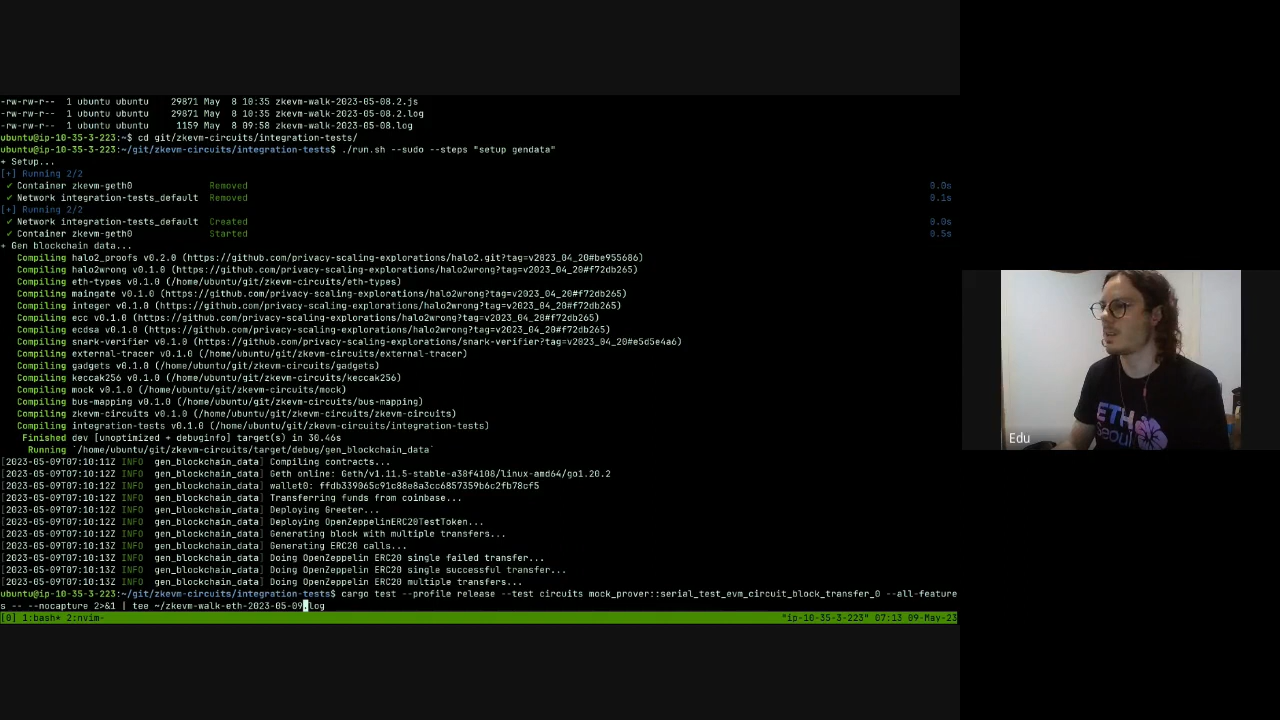 -rw-rw-r-- 1 ubuntu ubuntu 29871 May 8 10:35 zkevm-walk-2023-05-08.2.js
-rw-rw-r-- 1 ubuntu ubuntu 29871 May 8 10:35 zkevm-walk-2023-05-08.2.log
-rw-rw-r-- 1 ubuntu ubuntu 1159 May 8 09:58 zkevm-walk-2023-05-08.log
ubuntu@ip-10-35-3-223:~$ cd git/zkevm-circuits/integration-tests/
ubuntu@ip-10-35-3-223:~/git/zkevm-circuits/integration-tests$ ./run.sh --sudo --steps "setup gendata"
+ Setup...
[+] Running 2/2
✔ Container zkevm-geth0 Removed 0.0s
✔ Network integration-tests_default Removed 0.1s
[+] Running 2/2
✔ Network integration-tests_default Created 0.0s
✔ Container zkevm-geth0 Started 0.5s
+ Gen blockchain data...
Compiling halo2_proofs v0.2.0 (https://github.com/privacy-scaling-explorations/halo2.git?tag=v2023_04_20#be955686)
Compiling halo2wrong v0.1.0 (https://github.com/privacy-scaling-explorations/halo2wrong?tag=v2023_04_20#f72db265)
Compiling eth-types v0.1.0 (/home/ubuntu/git/zkevm-circuits/eth-types)
Compiling maingate v0.1.0 (https://github.com/privacy-scaling-explorations/halo2wrong?tag=v2023_04_20#f72db265)
Compiling integer v0.1.0 (https://github.com/privacy-scaling-explorations/halo2wrong?tag=v2023_04_20#f72db265)
Compiling ecc v0.1.0 (https://github.com/privacy-scaling-explorations/halo2wrong?tag=v2023_04_20#f72db265)
Compiling ecdsa v0.1.0 (https://github.com/privacy-scaling-explorations/halo2wrong?tag=v2023_04_20#f72db265)
Compiling snark-verifier v0.1.0 (https://github.com/privacy-scaling-explorations/snark-verifier?tag=v2023_04_20#e5d5e4a6)
Compiling external-tracer v0.1.0 (/home/ubuntu/git/zkevm-circuits/external-tracer)
Compiling gadgets v0.1.0 (/home/ubuntu/git/zkevm-circuits/gadgets)
Compiling keccak256 v0.1.0 (/home/ubuntu/git/zkevm-circuits/keccak256)
Compiling mock v0.1.0 (/home/ubuntu/git/zkevm-circuits/mock)
Compiling bus-mapping v0.1.0 (/home/ubuntu/git/zkevm-circuits/bus-mapping)
Compiling zkevm-circuits v0.1.0 (/home/ubuntu/git/zkevm-circuits/zkevm-circuits)
Compiling integration-tests v0.1.0 (/home/ubuntu/git/zkevm-circuits/integration-tests)
Finished dev [unoptimized + debuginfo] target(s) in 30.46s
Running `/home/ubuntu/git/zkevm-circuits/target/debug/gen_blockchain_data`
[2023-05-09T07:10:11Z INFO gen_blockchain_data] Compiling contracts...
[2023-05-09T07:10:12Z INFO gen_blockchain_data] Geth online: Geth/v1.11.5-stable-a38f4108/linux-amd64/go1.20.2
[2023-05-09T07:10:12Z INFO gen_blockchain_data] wallet0: ffdb339065c91c88e8a3cc6857359b6c2fb78cf5
[2023-05-09T07:10:12Z INFO gen_blockchain_data] Transferring funds from coinbase...
[2023-05-09T07:10:12Z INFO gen_blockchain_data] Deploying Greeter...
[2023-05-09T07:10:12Z INFO gen_blockchain_data] Deploying OpenZeppelinERC20TestToken...
[2023-05-09T07:10:12Z INFO gen_blockchain_data] Generating block with multiple transfers...
[2023-05-09T07:10:13Z INFO gen_blockchain_data] Generating ERC20 calls...
[2023-05-09T07:10:13Z INFO gen_blockchain_data] Doing OpenZeppelin ERC20 single failed transfer...
[2023-05-09T07:10:13Z INFO gen_blockchain_data] Doing OpenZeppelin ERC20 single successful transfer...
[2023-05-09T07:10:13Z INFO gen_blockchain_data] Doing OpenZeppelin ERC20 multiple transfers...
ubuntu@ip-10-35-3-223:~/git/zkevm-circuits/integration-tests$ cargo test --profile release --test circuits mock_prover::serial_test_evm_circuit_block_transfer_0 --all-feature
s -- --nocapture 2>&1 | tee ~/zkevm-walk-eth-2023-05-09.log
[0] 1:bash* 2:nvim- "ip-10-35-3-223" 07:13 09-May-23
ETH
Seoul
Edu